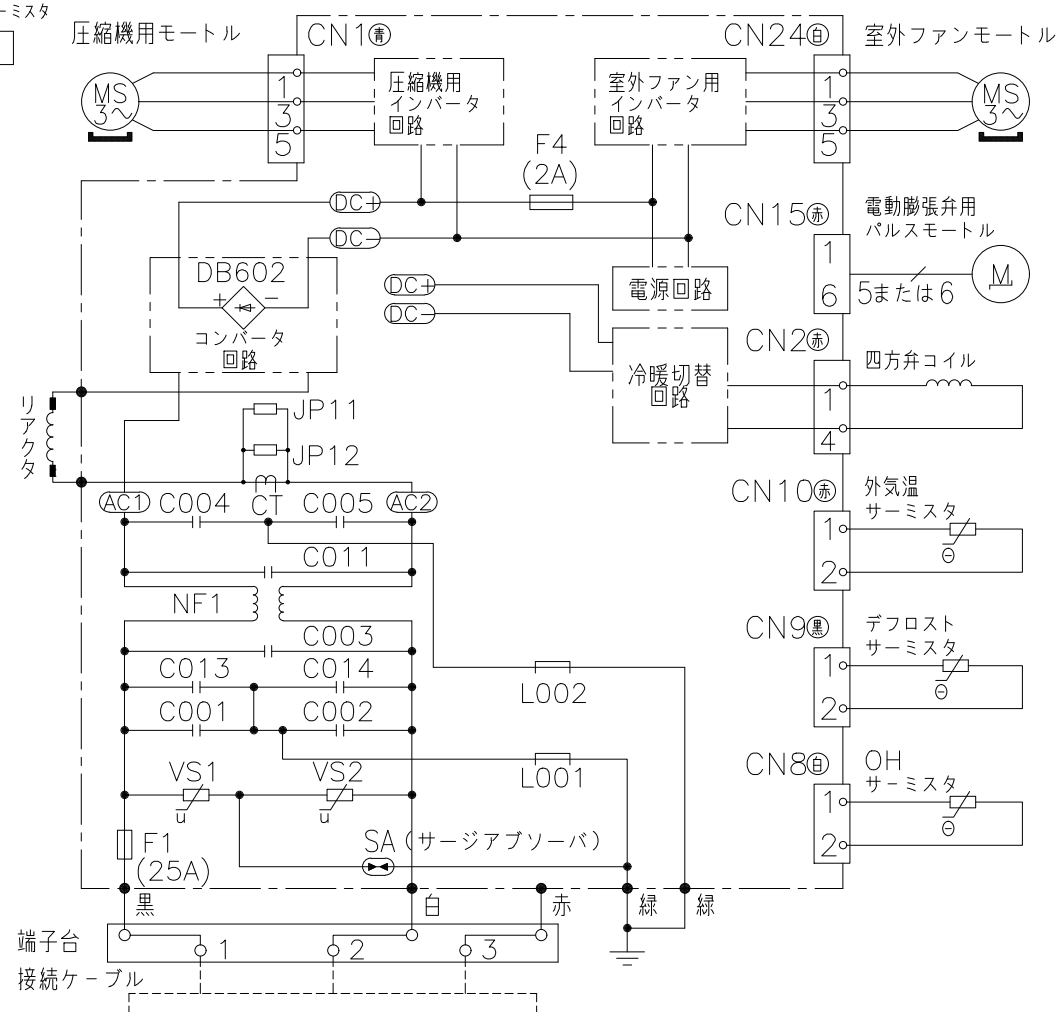 ーミスタ
圧縮機用モートル
CN1青
CN24白
室外ファンモートル
MS
3～
1
3
5
圧縮機用
インバータ
回路
室外ファン用
インバータ
回路
1
3
5
MS
3～
F4
(2A)
DC+
DC−
CN15赤
電動膨張弁用
パルスモートル
1
6
5または6
M
DB602
+
−
コンバータ
回路
DC+
DC−
電源回路
CN2赤
四方弁コイル
冷暖切替
回路
1
4
リアクタ
JP11
JP12
CT
AC1
C004
C005
AC2
CN10赤
外気温
サーミスタ
1
2
θ
C011
NF1
C003
C013
C014
C001
C002
L002
L001
CN9黒
デフロスト
サーミスタ
1
2
θ
VS1
u
VS2
u
CN8白
OH
サーミスタ
1
2
θ
F1
(25A)
SA(サージアブソーバ)
黒
白
赤
緑
緑
端子台
1
2
3
接続ケーブル